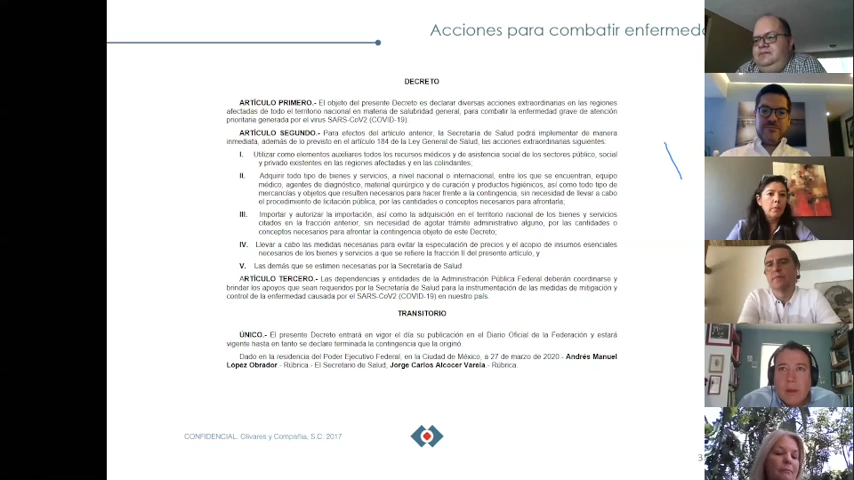 Acciones para combatir enfermed
DECRETO
ARTÍCULO PRIMERO.- El objeto del presente Decreto es declarar diversas acciones extraordinarias en las regiones
afectadas de todo el territorio nacional en materia de salubridad general, para combatir la enfermedad grave de atención
prioritaria generada por el virus SARS-CoV2 (COVID-19).
ARTÍCULO SEGUNDO.- Para efectos del artículo anterior, la Secretaría de Salud podrá implementar de manera
inmediata, además de lo previsto en el artículo 184 de la Ley General de Salud, las acciones extraordinarias siguientes:
I. Utilizar como elementos auxiliares todos los recursos médicos y de asistencia social de los sectores público, social
y privado existentes en las regiones afectadas y en las colindantes;
II. Adquirir todo tipo de bienes y servicios, a nivel nacional o internacional, entre los que se encuentran, equipo
médico, agentes de diagnóstico, material quirúrgico y de curación y productos higiénicos, así como todo tipo de
mercancías y objetos que resulten necesarios para hacer frente a la contingencia, sin necesidad de llevar a cabo
el procedimiento de licitación pública, por las cantidades o conceptos necesarios para afrontarla;
III. Importar y autorizar la importación, así como la adquisición en el territorio nacional de los bienes y servicios
citados en la fracción anterior, sin necesidad de agotar trámite administrativo alguno, por las cantidades o
conceptos necesarios para afrontar la contingencia objeto de este Decreto;
IV. Llevar a cabo las medidas necesarias para evitar la especulación de precios y el acopio de insumos esenciales
necesarios de los bienes y servicios a que se refiere la fracción II del presente artículo, y
V. Las demás que se estimen necesarias por la Secretaría de Salud.
ARTÍCULO TERCERO.- Las dependencias y entidades de la Administración Pública Federal deberán coordinarse y
brindar los apoyos que sean requeridos por la Secretaría de Salud para la instrumentación de las medidas de mitigación y
control de la enfermedad causada por el SARS-CoV2 (COVID-19) en nuestro país.
TRANSITORIO
ÚNICO.- El presente Decreto entrará en vigor el día su publicación en el Diario Oficial de la Federación y estará
vigente hasta en tanto se declare terminada la contingencia que la originó.
Dado en la residencia del Poder Ejecutivo Federal, en la Ciudad de México, a 27 de marzo de 2020.- Andrés Manuel
López Obrador.- Rúbrica.- El Secretario de Salud, Jorge Carlos Alcocer Varela.- Rúbrica.
CONFIDENCIAL. Olivares y Compañía, S.C. 2017
3